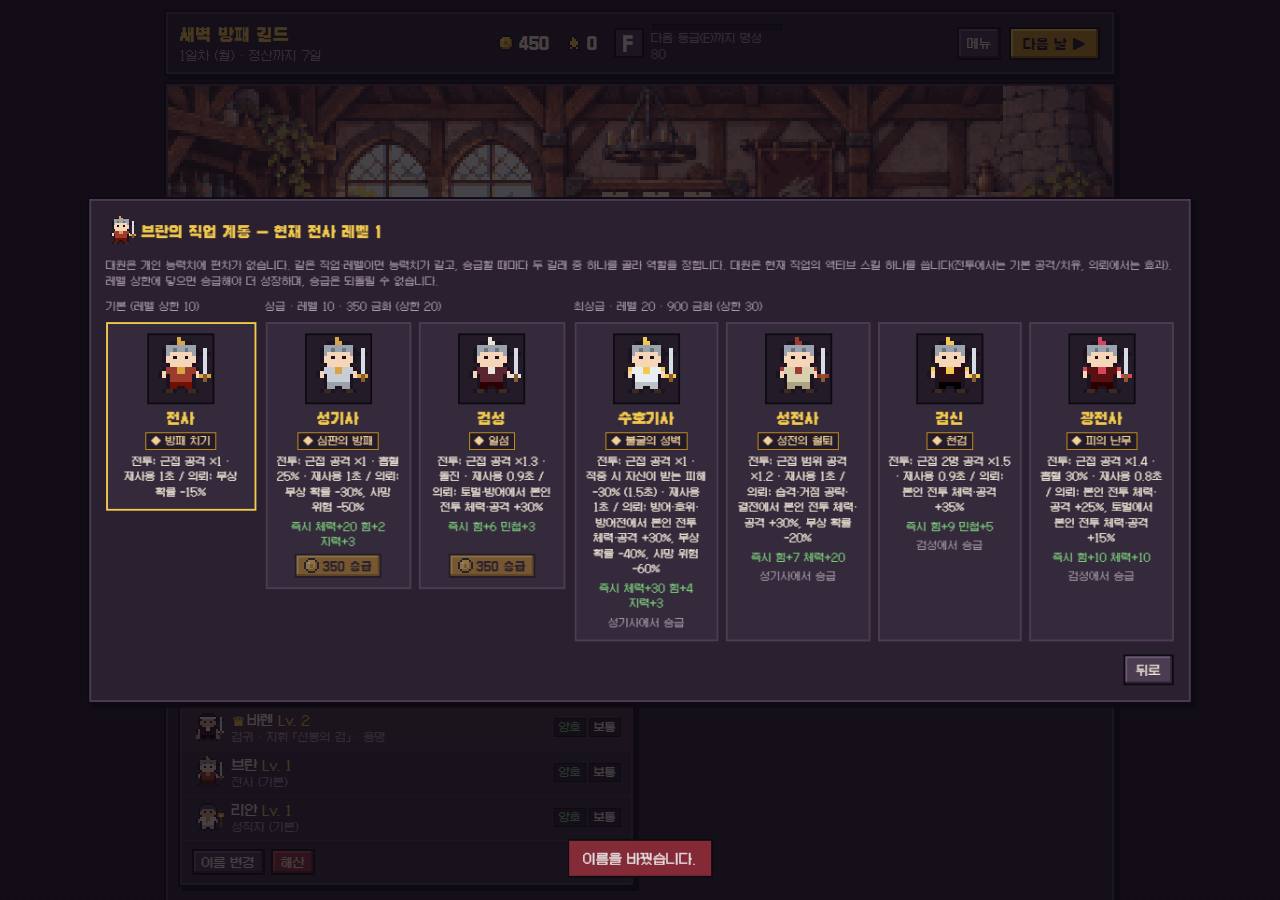 새벽 방패 길드
1일차 (월) · 정산까지 7일
450
0
F
다음 등급(E)까지 명성
80
메뉴
다음 날 ▶
브란의 직업 계통 — 현재 전사 레벨 1
대원은 개인 능력치에 편차가 없습니다. 같은 직업·레벨이면 능력치가 같고, 승급할 때마다 두 갈래 중 하나를 골라 역할을 정합니다. 대원은 현재 직업의 액티브 스킬 하나를 씁니다(전투에서는 기본 공격/치유, 의뢰에서는 효과).
레벨 상한에 닿으면 승급해야 더 성장하며, 승급은 되돌릴 수 없습니다.
기본 (레벨 상한 10)
상급 · 레벨 10 · 350 금화 (상한 20)
최상급 · 레벨 20 · 900 금화 (상한 30)
전사
◆ 방패 치기
전투: 근접 공격 ×1 ·
재사용 1초 / 의뢰: 무상
확률 -15%
성기사
◆ 심판의 방패
전투: 근접 공격 ×1 · 흡혈
25% · 재사용 1초 / 의뢰:
무상 확률 -30%, 사망
위험 -50%
즉시 체력+20 힘+2
지력+3
350 승급
검성
◆ 일섬
전투: 근접 공격 ×1.3 ·
돌진 · 재사용 0.9초 /
의뢰: 토벌·방어에서 본인
전투 체력·공격 +30%
즉시 힘+6 민첩+3
350 승급
수호기사
◆ 불굴의 성벽
전투: 근접 공격 ×1 ·
적중 시 자신이 받는 피해
-30% (1.5초) · 재사용
1초 / 의뢰: 방어·호위·
방어전에서 본인 전투
체력·공격 +30%, 무상
확률 -40%, 사망 위험
-60%
즉시 체력+30 힘+4
지력+3
성기사에서 승급
성전사
◆ 성전의 철퇴
전투: 근접 범위 공격
×1.2 · 재사용 1초 /
의뢰: 습격·거점 공략·
결전에서 본인 전투 체력·
공격 +30%, 무상 확률
-20%
즉시 힘+7 체력+20
성기사에서 승급
검신
◆ 천검
전투: 근접 2명 공격 ×1.5
· 재사용 0.9초 / 의뢰:
본인 전투 체력·공격
+35%
즉시 힘+9 민첩+5
검성에서 승급
광전사
◆ 피의 난무
전투: 근접 공격 ×1.4 ·
흡혈 30% · 재사용 0.8초
/ 의뢰: 본인 전투 체력·
공격 +25%, 토벌에서
본인 전투 체력·공격
+15%
즉시 힘+10 체력+10
검성에서 승급
뒤로
바렌 Lv. 2
검귀 · 지휘 「선봉의 검」 · 용맹
양호
보통
브란 Lv. 1
전사 (기본)
양호
보통
리안 Lv. 1
성직자 (기본)
양호
보통
이름 변경
해산
이름을 바꿨습니다.